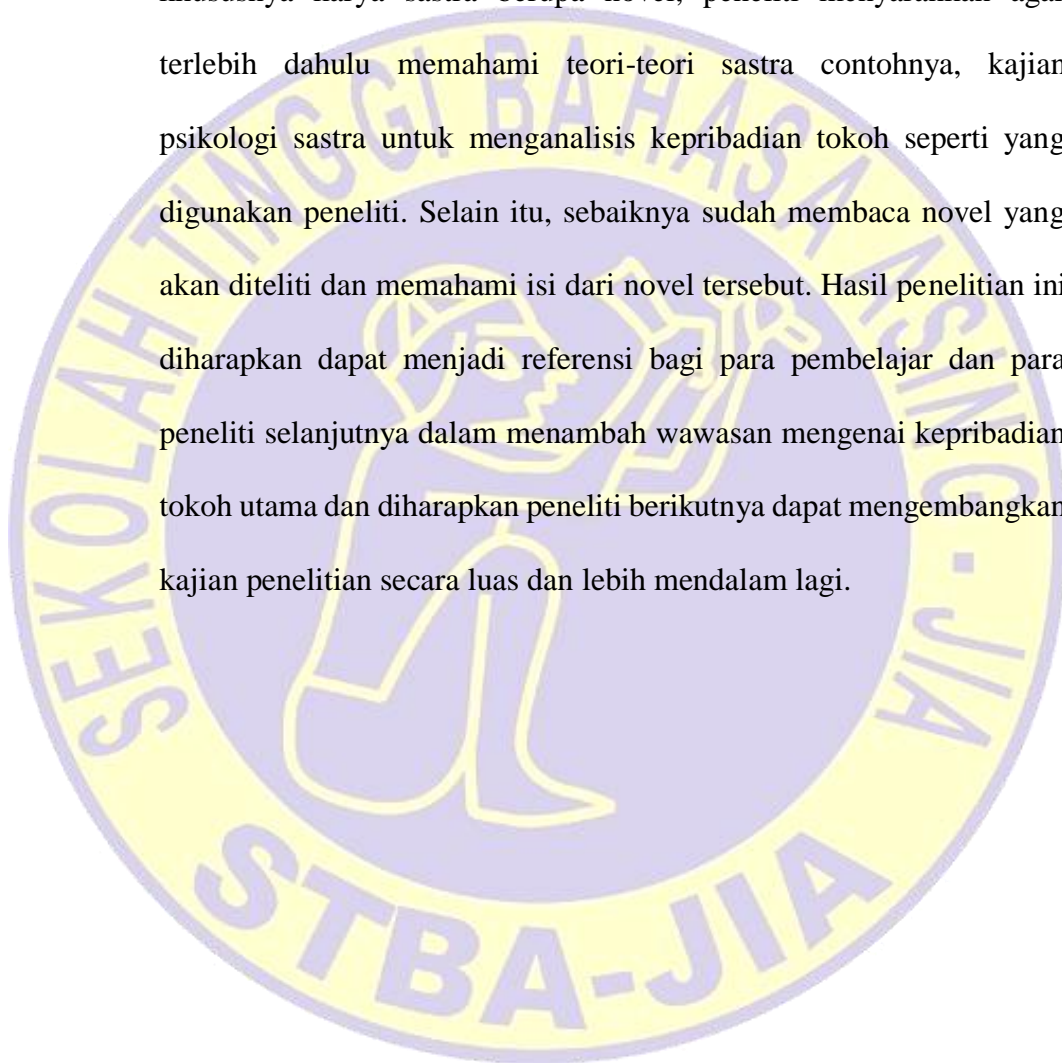 khususnya karya sastra berupa novel, peneliti menyarankan agar
terlebih dahulu memahami teori-teori sastra contohnya, kajian
psikologi sastra untuk menganalisis kepribadian tokoh seperti yang
digunakan peneliti. Selain itu, sebaiknya sudah membaca novel yang
akan diteliti dan memahami isi dari novel tersebut. Hasil penelitian ini
diharapkan dapat menjadi referensi bagi para pembelajar dan para
peneliti selanjutnya dalam menambah wawasan mengenai kepribadian
tokoh utama dan diharapkan peneliti berikutnya dapat mengembangkan
kajian penelitian secara luas dan lebih mendalam lagi.
SEKOLAH TINGGI BAHASA ASING - JIA
STBA-JIA